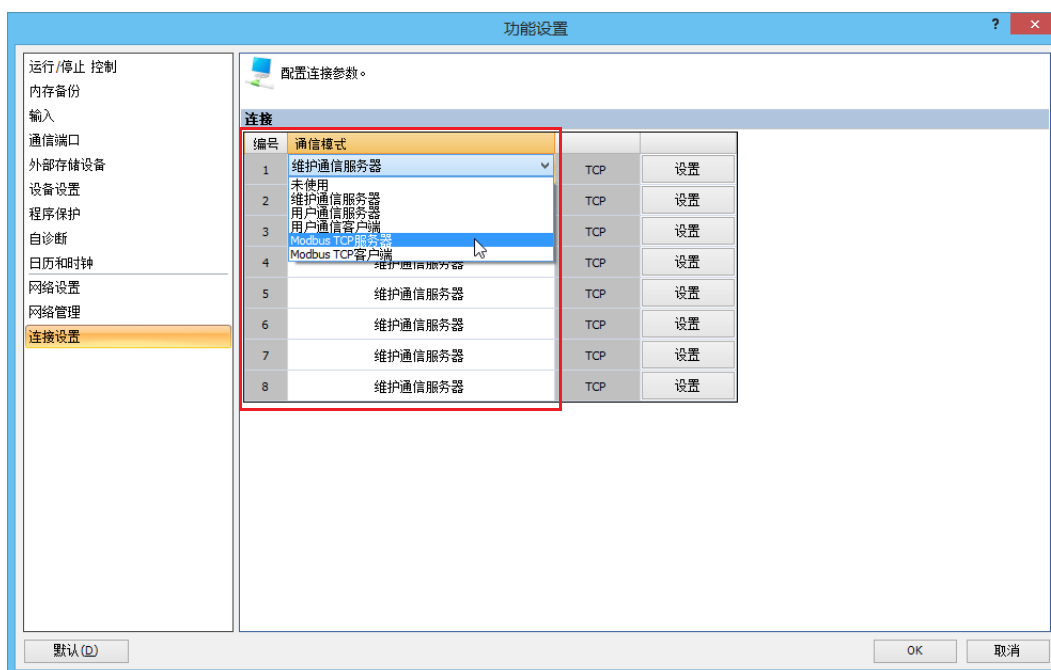 功能设置
?
运行/停止 控制
内存备份
输入
通信端口
外部存储设备
设备设置
程序保护
自诊断
日历和时钟
网络设置
网络管理
连接设置
配置连接参数。
连接
编号 通信模式
1 维护通信服务器 TCP 设置
未使用
维护通信服务器
用户通信服务器
用户通信客户端
Modbus TCP服务器
Modbus TCP客户端
2 TCP 设置
3 TCP 设置
4 维护通信服务器 TCP 设置
5 维护通信服务器 TCP 设置
6 维护通信服务器 TCP 设置
7 维护通信服务器 TCP 设置
8 维护通信服务器 TCP 设置
默认(D)
OK 取消